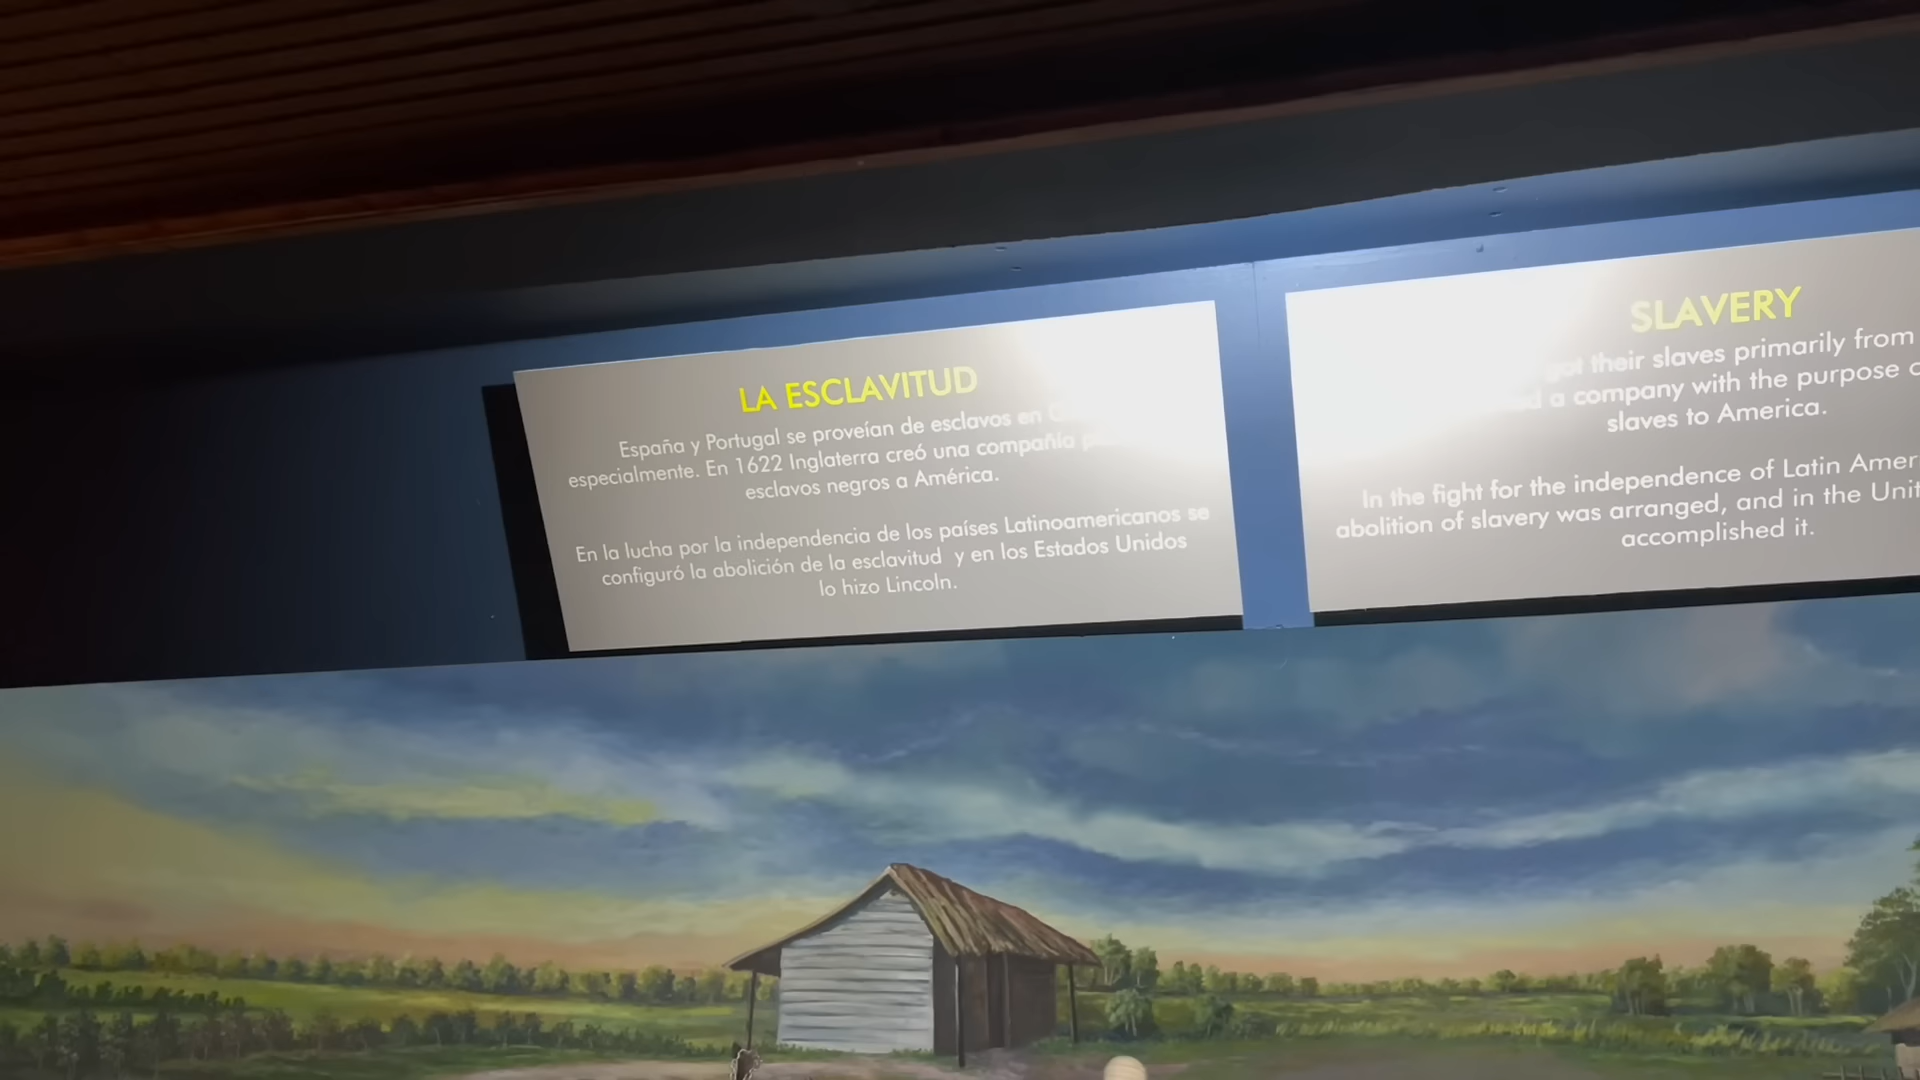 LA ESCLAVITUD
España y Portugal se proveían de esclavos en
especialmente. En 1622 Inglaterra creó una compañía
esclavos negros a América.
En la lucha por la independencia de los países Latinoamericanos se
configuró la abolición de la esclavitud y en los Estados Unidos
lo hizo Lincoln.
SLAVERY
got their slaves primarily from
a company with the purpose
slaves to America.
In the fight for the independence of Latin
abolition of slavery was arranged, and in the
accomplished it.